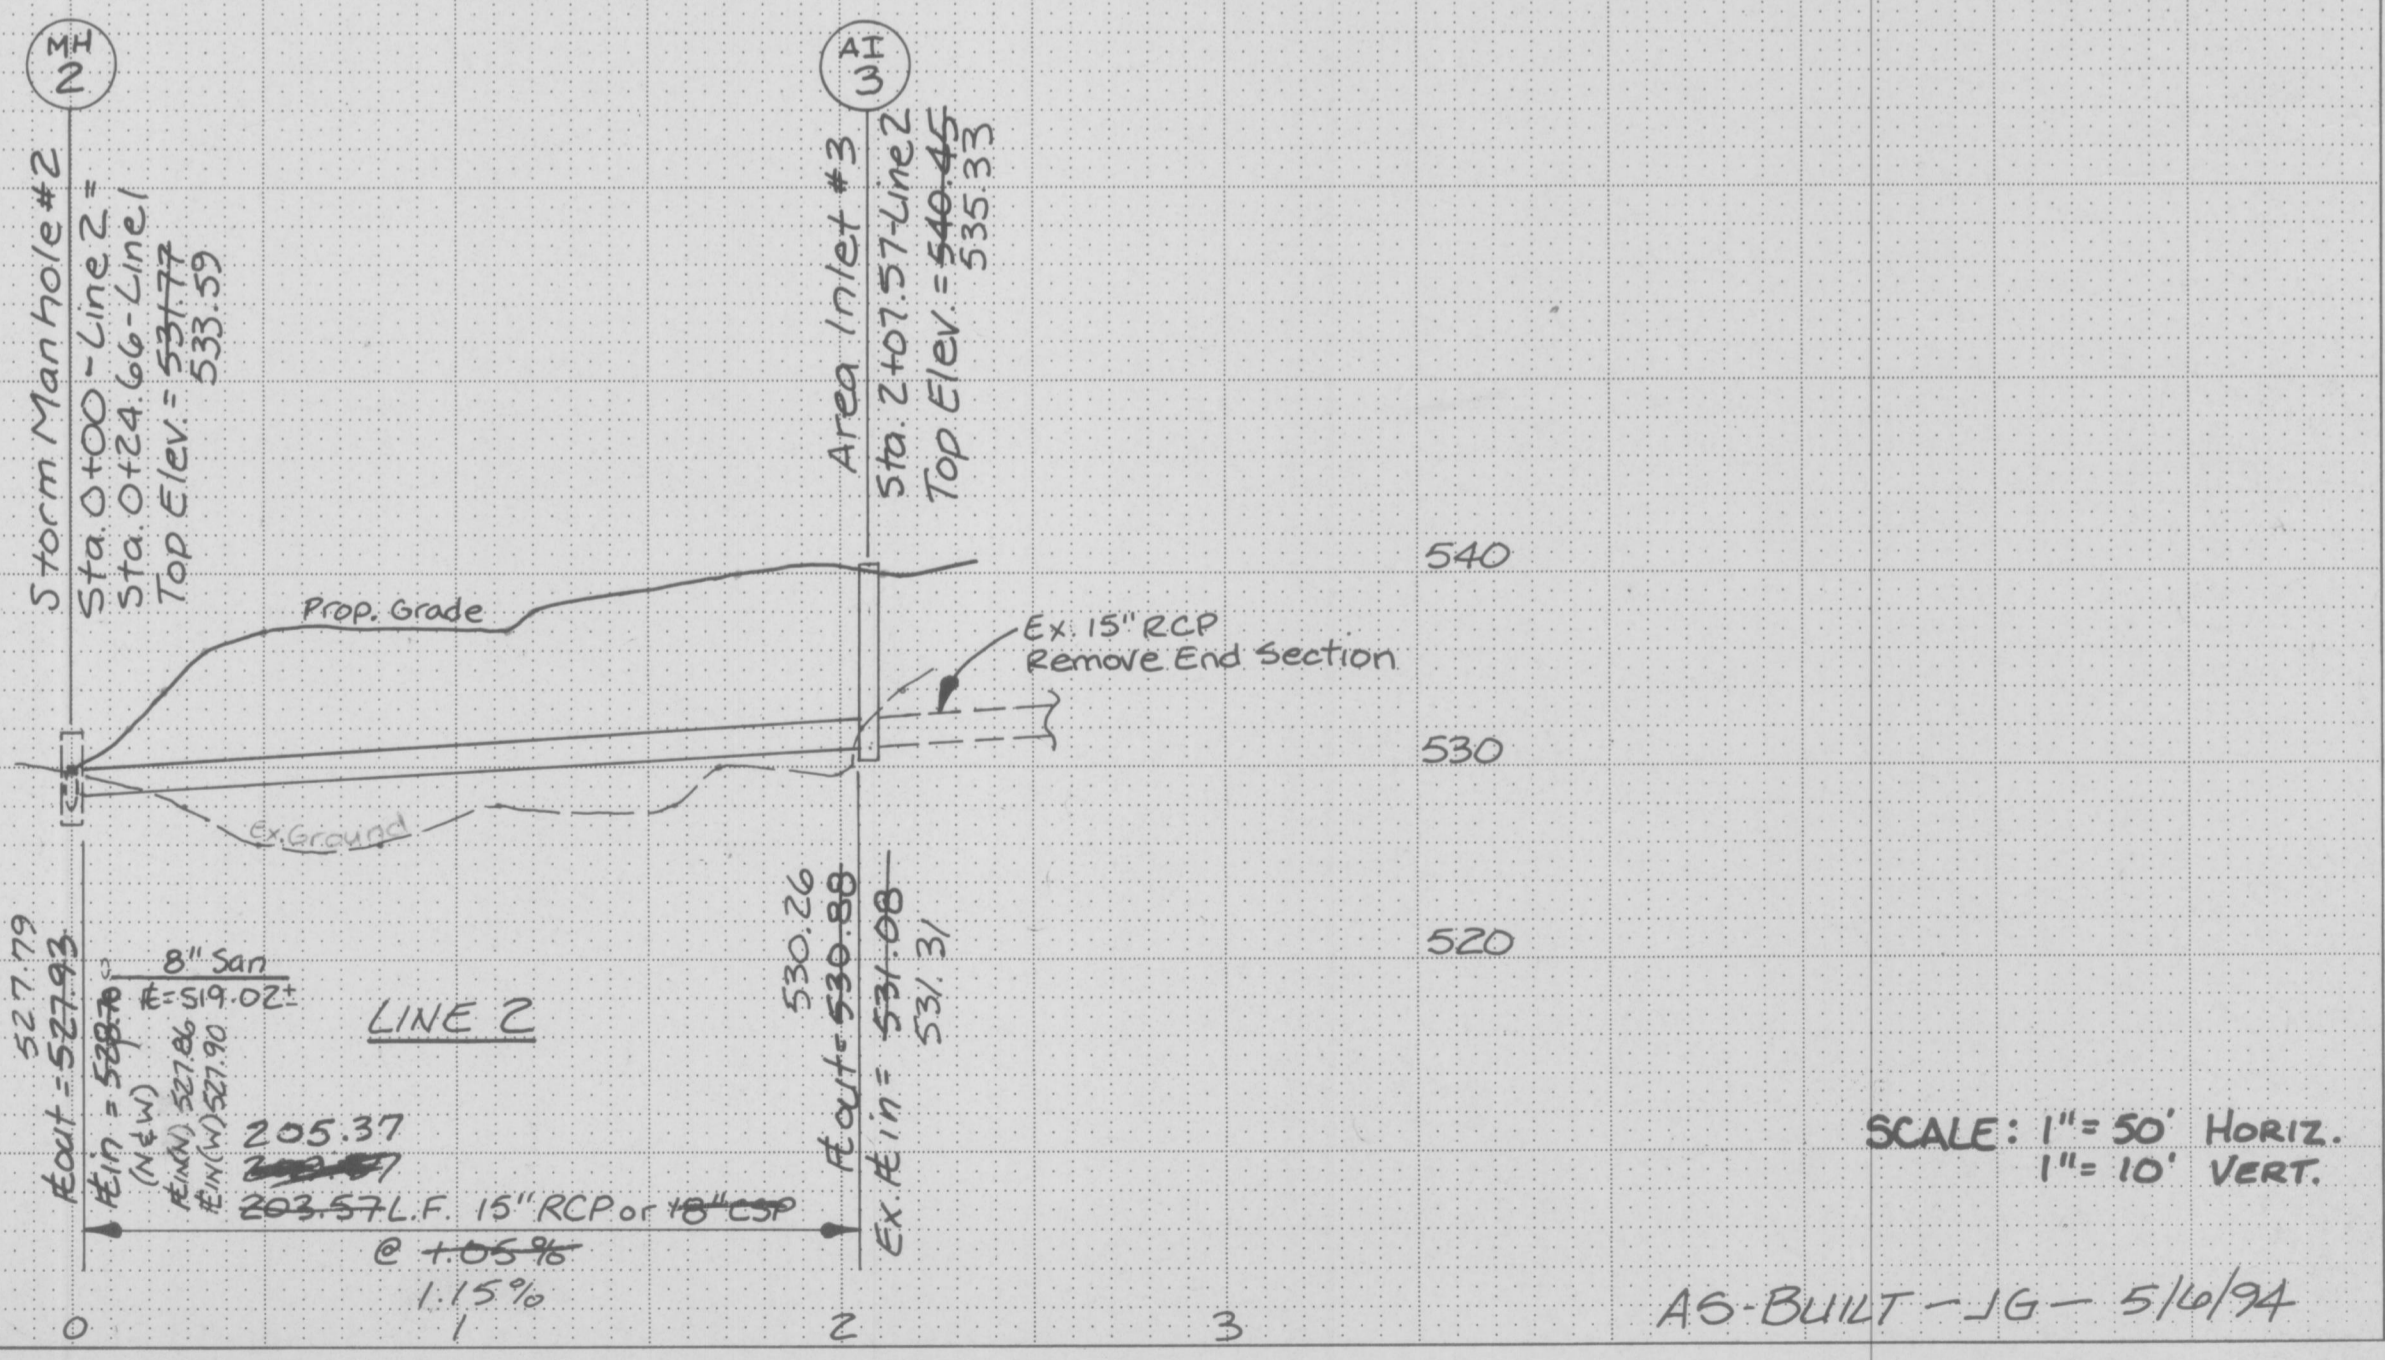 MH
2
Storm Manhole #2
Sta. 0+00 - Line 2 =
Sta. 0+24.66 - Line 1
Top Elev. = 531.77
533.59
AI
3
Area Inlet #3
Sta. 2+07.57-Line 2
Top Elev. = 540.45
535.33
Prop. Grade
Ex. 15" RCP
Remove End Section
Ex. Ground
540
530
520
527.79
out = 527.93
in =
(N&W)
IN(N) 527.86
IN(W) 527.90
8" San
= 519.02±
LINE 2
205.37
203.57 L.F. 15" RCP or 18" CSP
@ 1.05%
1.15%
530.26
out = 530.88
Ex. in = 531.08
531.31
0
1
2
3
SCALE: 1" = 50' HORIZ.
1" = 10' VERT.
AS-BUILT - JG - 5/6/94